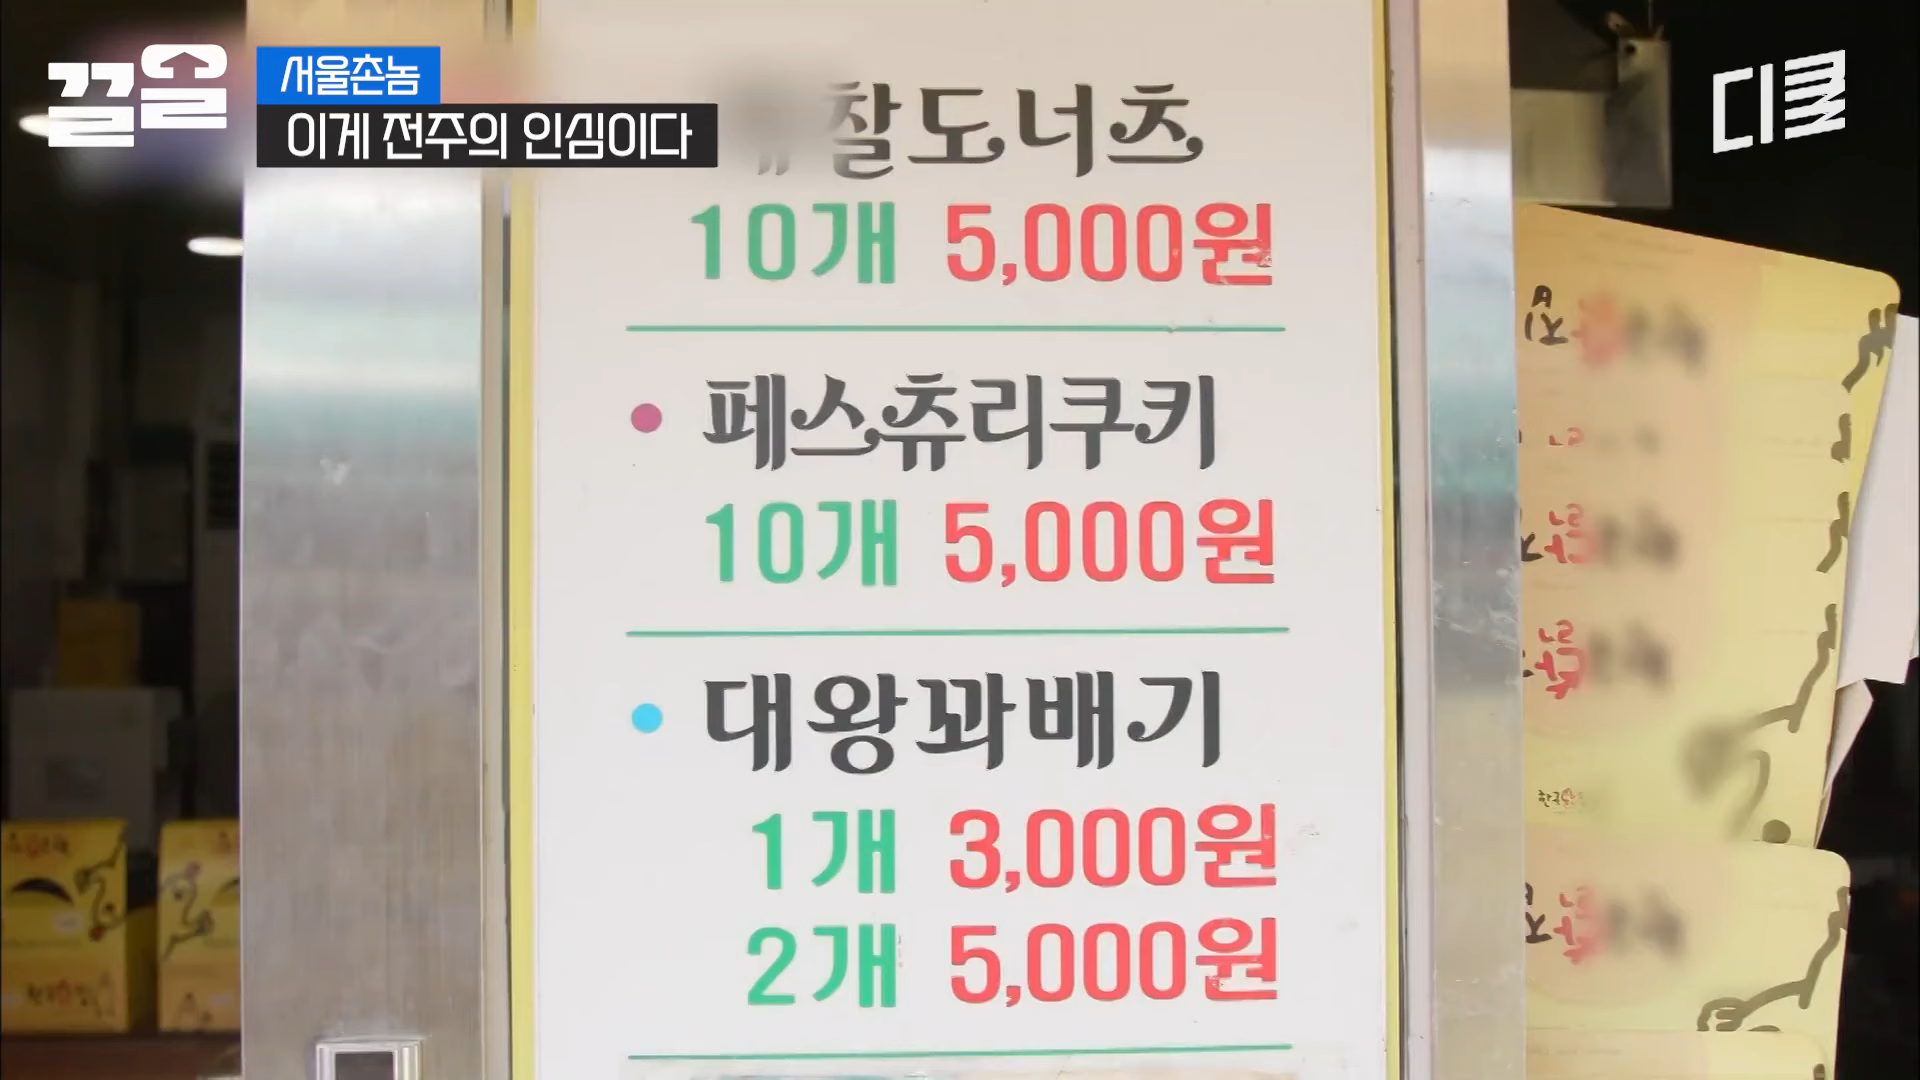 끌올
서울촌놈
이게 전주의 인심이다
디클
찰도너츠
10개 5,000원
페스츄리쿠키
10개 5,000원
대왕꽈배기
1개 3,000원
2개 5,000원